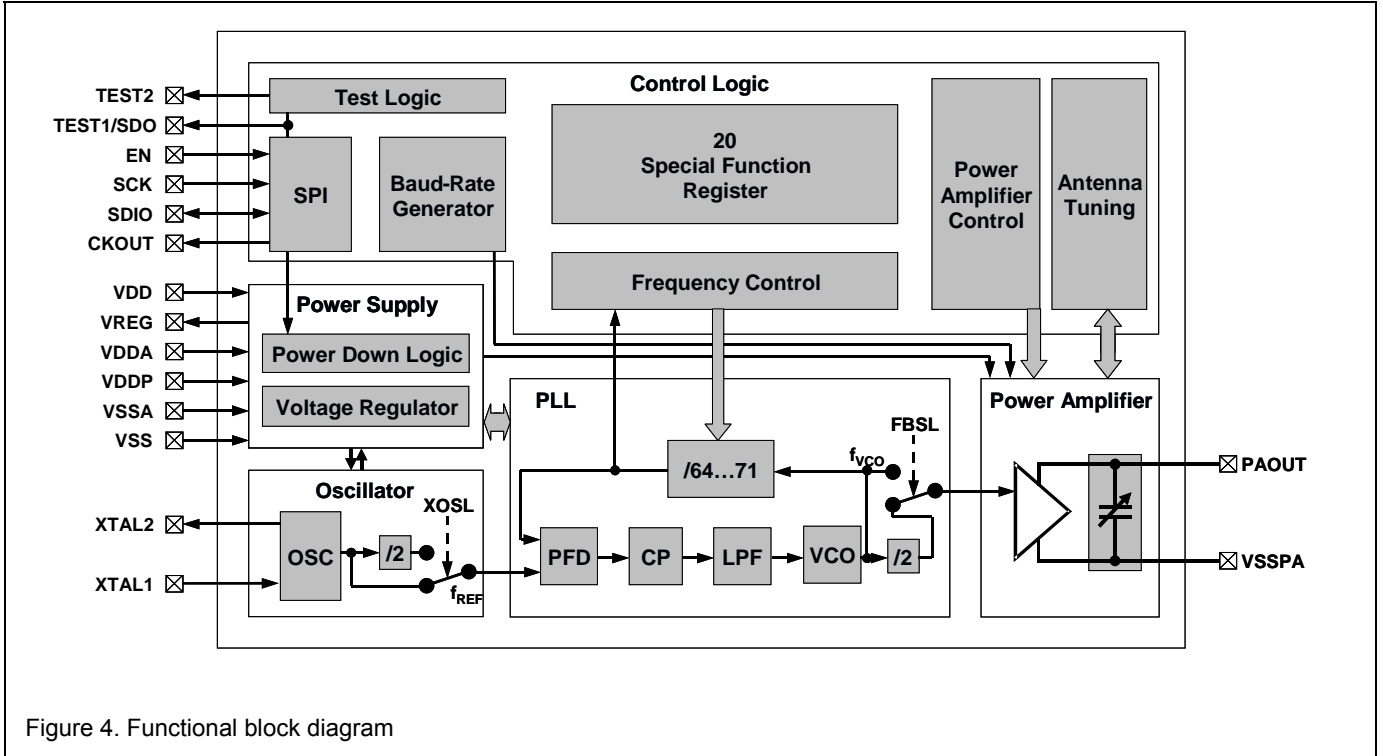 TEST2
TEST1/SDO
EN
SCK
SDIO
CKOUT
VDD
VREG
VDDA
VDDP
VSSA
VSS
XTAL2
XTAL1
Control Logic
Test Logic
SPI
Baud-Rate
Generator
20
Special Function
Register
Power
Amplifier
Control
Antenna
Tuning
Frequency Control
Power Supply
Power Down Logic
Voltage Regulator
Oscillator
XOSL
OSC
/2
fREF
PLL
/64...71
fVCO
FBSL
PFD
CP
LPF
VCO
/2
Power Amplifier
PAOUT
VSSPA
Figure 4. Functional block diagram